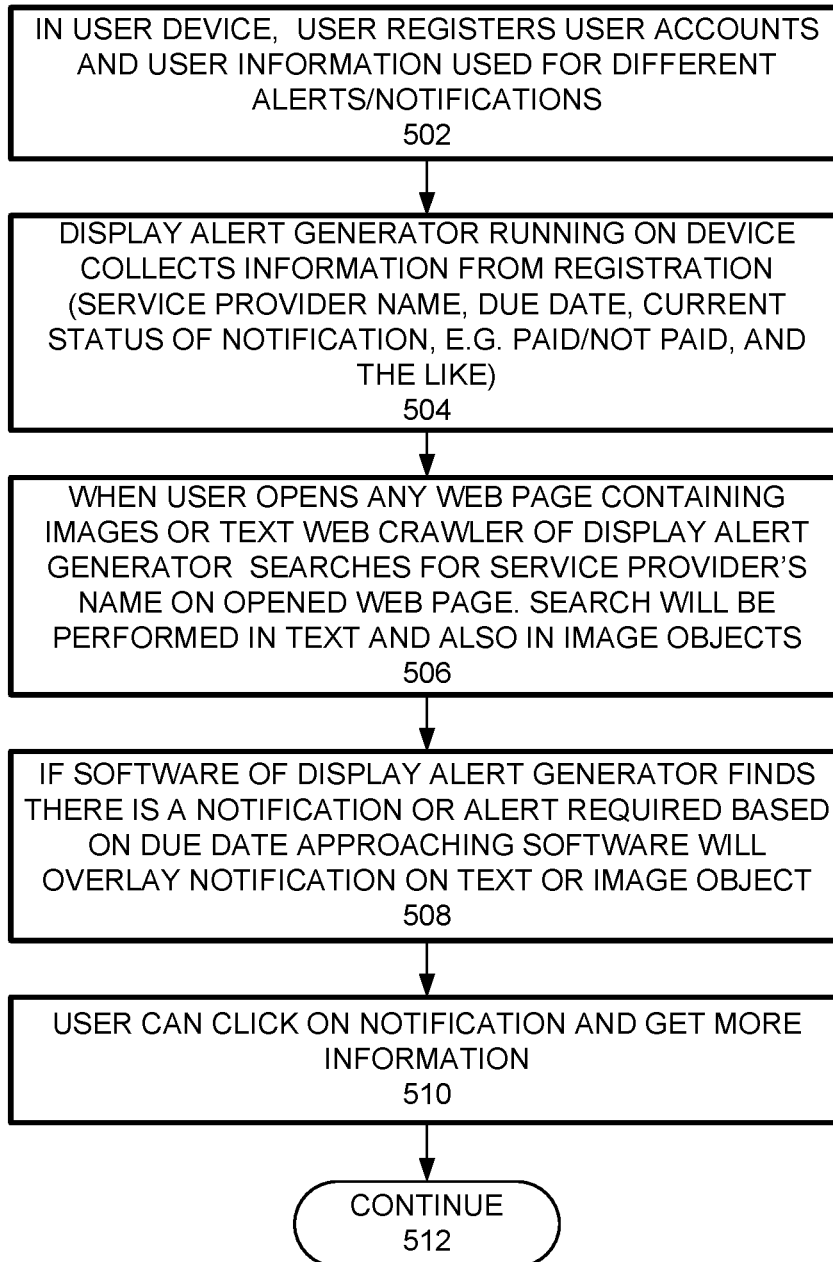 IN USER DEVICE, USER REGISTERS USER ACCOUNTS
AND USER INFORMATION USED FOR DIFFERENT
ALERTS/NOTIFICATIONS
502
DISPLAY ALERT GENERATOR RUNNING ON DEVICE
COLLECTS INFORMATION FROM REGISTRATION
(SERVICE PROVIDER NAME, DUE DATE, CURRENT
STATUS OF NOTIFICATION, E.G. PAID/NOT PAID, AND
THE LIKE)
504
WHEN USER OPENS ANY WEB PAGE CONTAINING
IMAGES OR TEXT WEB CRAWLER OF DISPLAY ALERT
GENERATOR SEARCHES FOR SERVICE PROVIDER'S
NAME ON OPENED WEB PAGE. SEARCH WILL BE
PERFORMED IN TEXT AND ALSO IN IMAGE OBJECTS
506
IF SOFTWARE OF DISPLAY ALERT GENERATOR FINDS
THERE IS A NOTIFICATION OR ALERT REQUIRED BASED
ON DUE DATE APPROACHING SOFTWARE WILL
OVERLAY NOTIFICATION ON TEXT OR IMAGE OBJECT
508
USER CAN CLICK ON NOTIFICATION AND GET MORE
INFORMATION
510
CONTINUE
512